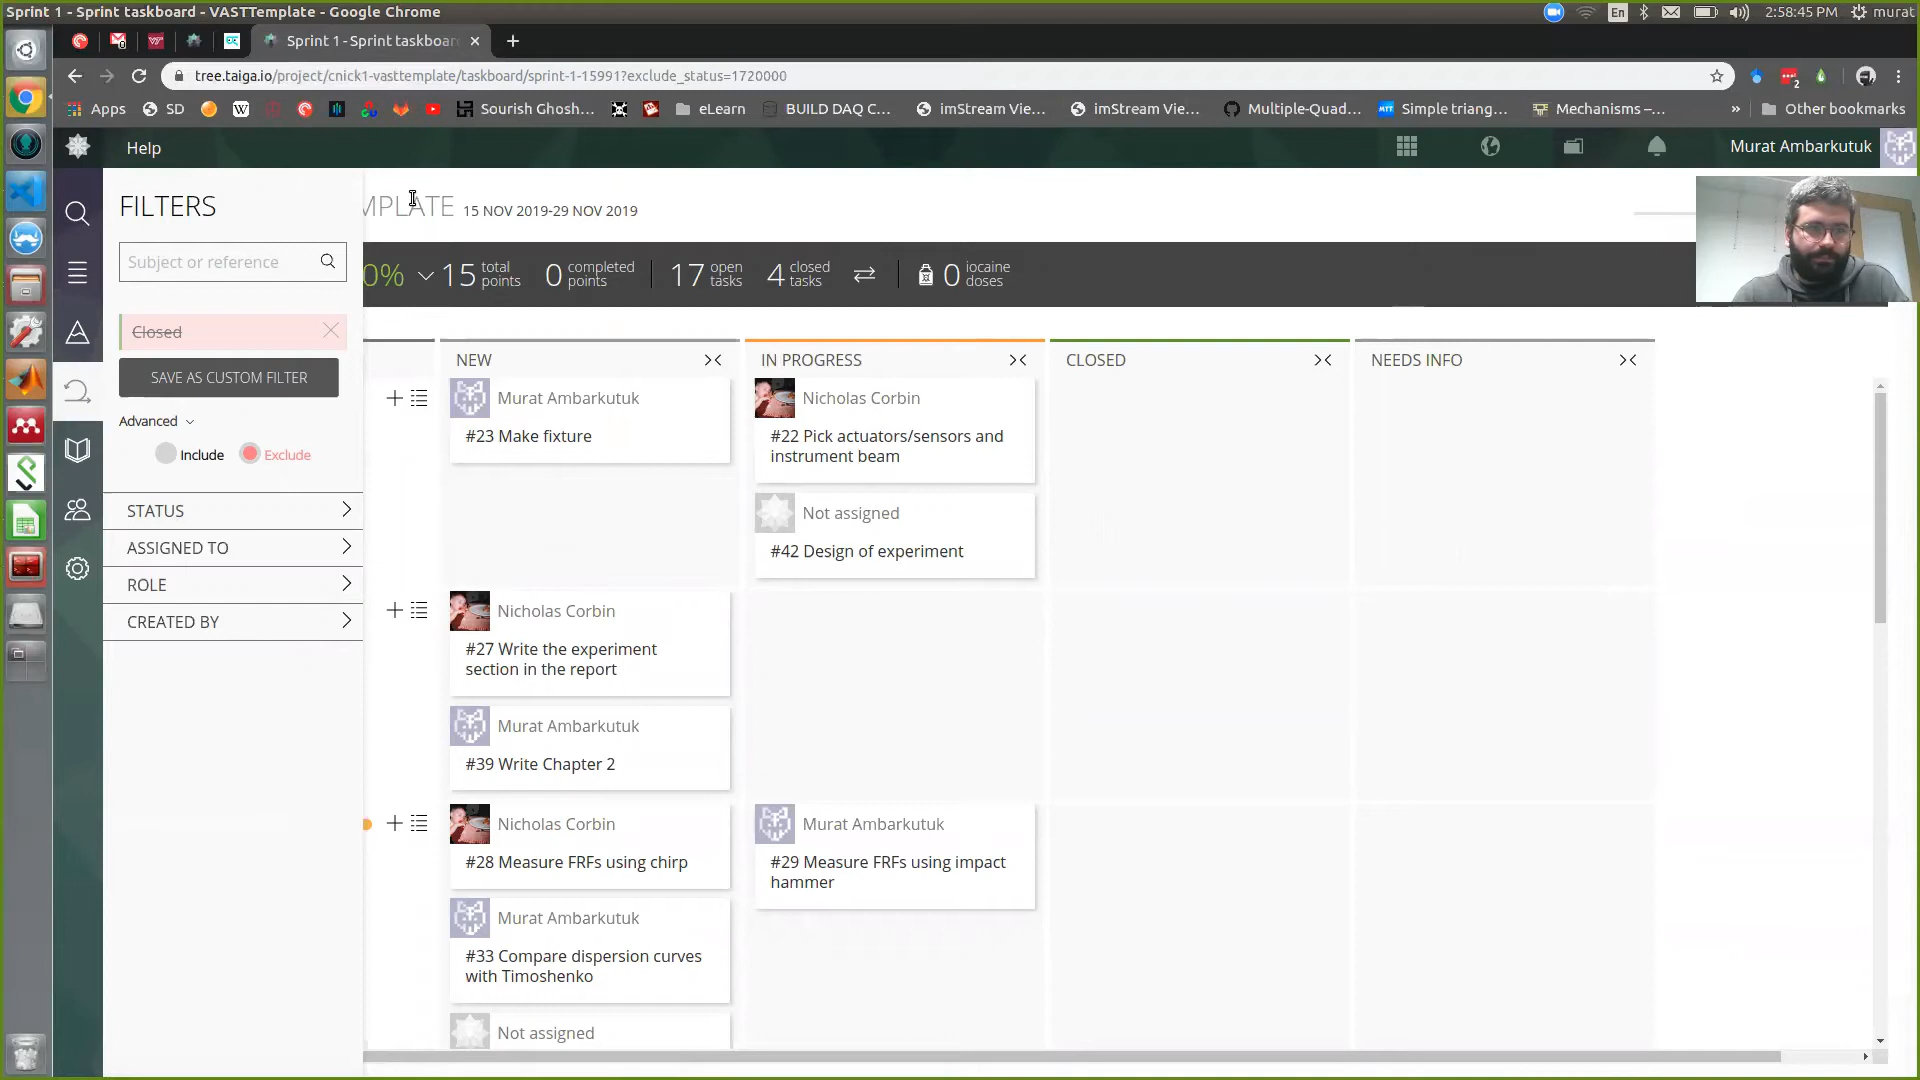 Sprint 1 - Sprint taskboard - VASTTemplate - Google Chrome
En
2:58:45 PM
murat
Sprint 1 - Sprint taskboar
tree.taiga.io/project/cnick1-vasttemplate/taskboard/sprint-1-15991?exclude_status=1720000
Apps
SD
Sourish Ghosh...
eLearn
BUILD DAQ C...
imStream Vie...
imStream Vie...
Multiple-Quad...
Simple triang...
Mechanisms –...
»
Other bookmarks
Help
Murat Ambarkutuk
FILTERS
MPLATE 15 NOV 2019-29 NOV 2019
Subject or reference
0%
15 total points
0 completed points
17 open tasks
4 closed tasks
0 iocaine doses
Closed
SAVE AS CUSTOM FILTER
Advanced
Include
Exclude
STATUS
ASSIGNED TO
ROLE
CREATED BY
NEW
IN PROGRESS
CLOSED
NEEDS INFO
Murat Ambarkutuk
#23 Make fixture
Nicholas Corbin
#22 Pick actuators/sensors and
instrument beam
Not assigned
#42 Design of experiment
Nicholas Corbin
#27 Write the experiment
section in the report
Murat Ambarkutuk
#39 Write Chapter 2
Nicholas Corbin
#28 Measure FRFs using chirp
Murat Ambarkutuk
#29 Measure FRFs using impact
hammer
Murat Ambarkutuk
#33 Compare dispersion curves
with Timoshenko
Not assigned